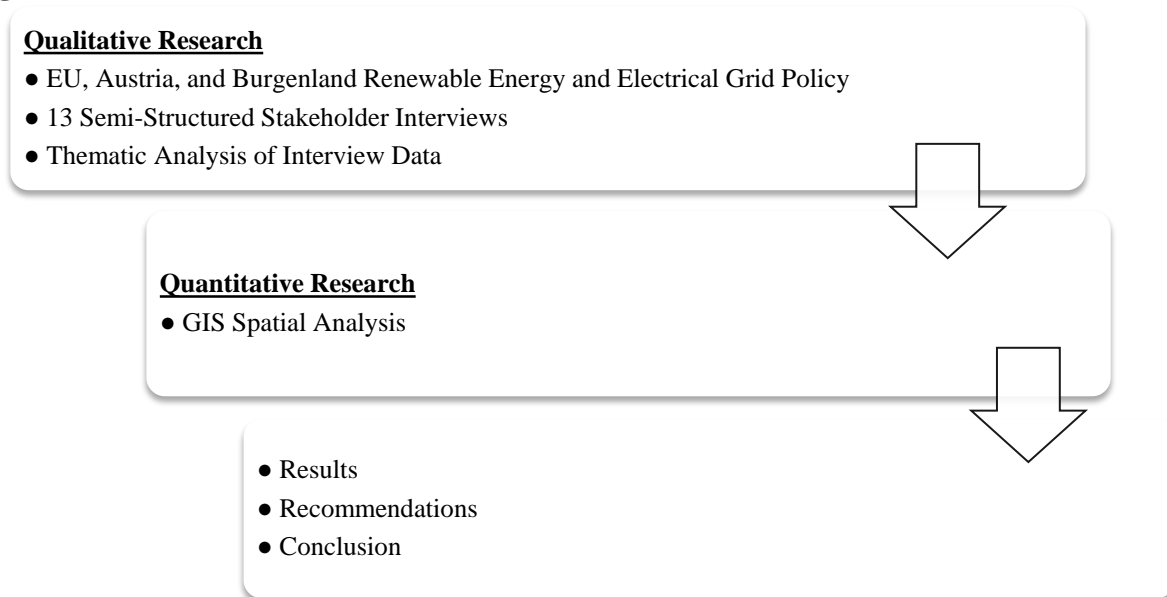 Qualitative Research
● EU, Austria, and Burgenland Renewable Energy and Electrical Grid Policy
● 13 Semi-Structured Stakeholder Interviews
● Thematic Analysis of Interview Data
Quantitative Research
● GIS Spatial Analysis
● Results
● Recommendations
● Conclusion